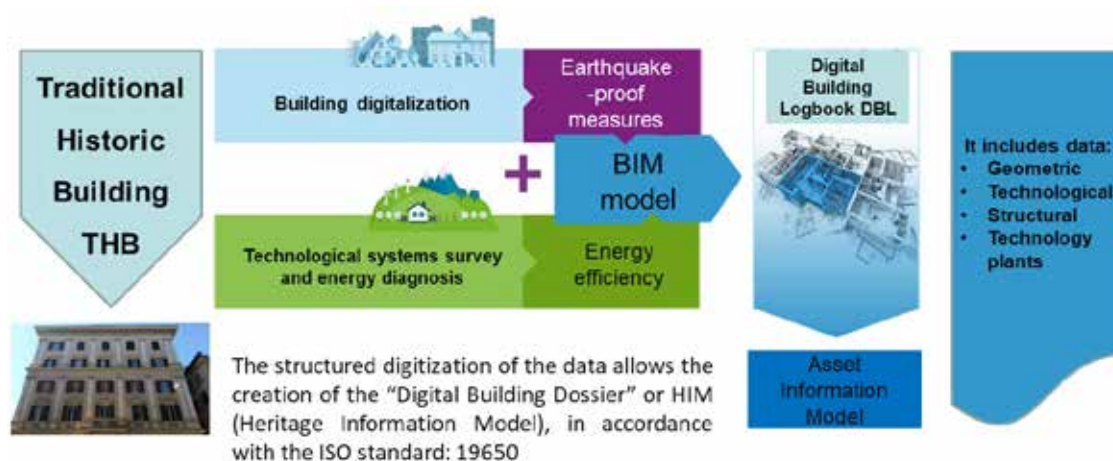 Traditional
Historic
Building
THB
Building digitalization
Earthquake
-proof
measures
+
BIM
model
Technological systems survey
and energy diagnosis
Energy
efficiency
Digital
Building
Logbook DBL
Asset
Information
Model
It includes data:
• Geometric
• Technological
• Structural
• Technology
plants
The structured digitization of the data allows the
creation of the “Digital Building Dossier” or HIM
(Heritage Information Model), in accordance
with the ISO standard: 19650